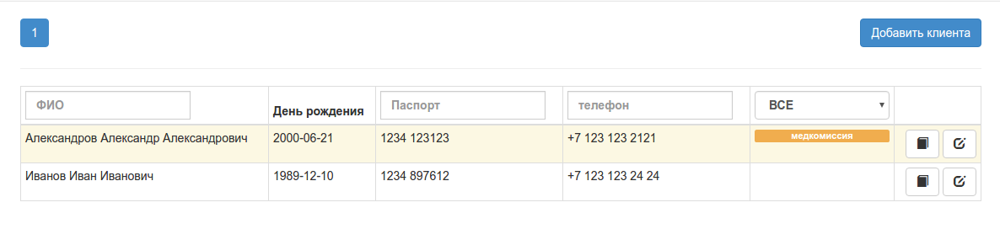 1 Добавить клиента
ФИО День рождения Паспорт телефон ВСЕ
Александров Александр Александрович 2000-06-21 1234 123123 +7 123 123 2121 медкомиссия
Иванов Иван Иванович 1989-12-10 1234 897612 +7 123 123 24 24